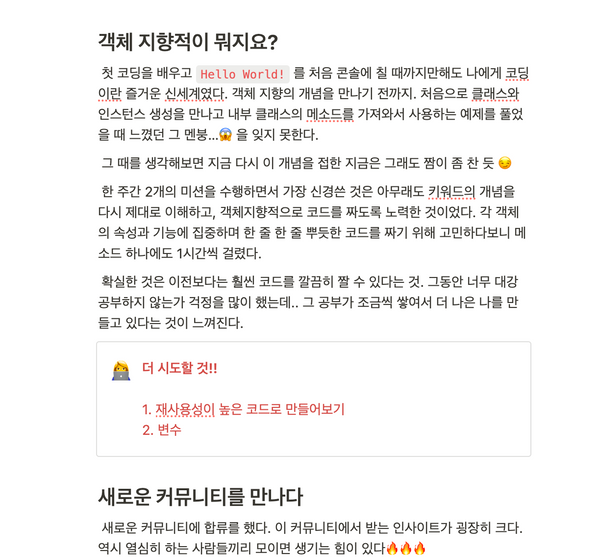 객체 지향적이 뭐지요?
첫 코딩을 배우고 Hello World! 를 처음 콘솔에 칠 때까지만해도 나에게 코딩
이란 즐거운 신세계였다. 객체 지향의 개념을 만나기 전까지. 처음으로 클래스와
인스턴스 생성을 만나고 내부 클래스의 메소드를 가져와서 사용하는 예제를 풀었
을 때 느꼈던 그 멘붕...😱 을 잊지 못한다.
그 때를 생각해보면 지금 다시 이 개념을 접한 지금은 그래도 짬이 좀 찬 듯 😏
한 주간 2개의 미션을 수행하면서 가장 신경쓴 것은 아무래도 키워드의 개념을
다시 제대로 이해하고, 객체지향적으로 코드를 짜도록 노력한 것이었다. 각 객체
의 속성과 기능에 집중하며 한 줄 한 줄 뿌듯한 코드를 짜기 위해 고민하다보니 메
소드 하나에도 1시간씩 걸렸다.
확실한 것은 이전보다는 훨씬 코드를 깔끔히 짤 수 있다는 것. 그동안 너무 대강
공부하지 않는가 걱정을 많이 했는데.. 그 공부가 조금씩 쌓여서 더 나은 나를 만
들고 있다는 것이 느껴진다.
더 시도할 것!!
1. 재사용성이 높은 코드로 만들어보기
2. 변수
새로운 커뮤니티를 만나다
새로운 커뮤니티에 합류를 했다. 이 커뮤니티에서 받는 인사이트가 굉장히 크다.
역시 열심히 하는 사람들끼리 모이면 생기는 힘이 있다🔥🔥🔥